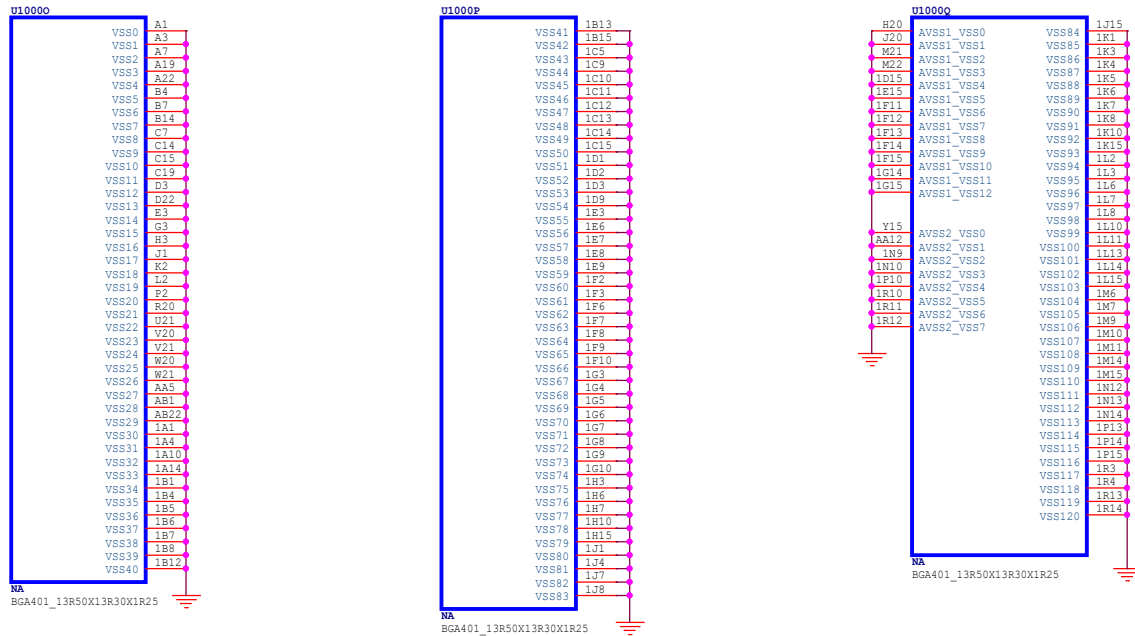 U1000O
VSS0 A1
VSS1 A3
VSS2 A7
VSS3 A19
VSS4 A22
VSS5 B4
VSS6 B7
VSS7 B14
VSS8 C7
VSS9 C14
VSS10 C15
VSS11 C19
VSS12 D3
VSS13 D22
VSS14 E3
VSS15 G3
VSS16 H3
VSS17 J1
VSS18 K2
VSS19 L2
VSS20 P2
VSS21 R20
VSS22 U21
VSS23 V20
VSS24 V21
VSS25 W20
VSS26 W21
VSS27 AA5
VSS28 AB1
VSS29 AB22
VSS30 1A1
VSS31 1A4
VSS32 1A10
VSS33 1A14
VSS34 1B1
VSS35 1B4
VSS36 1B5
VSS37 1B6
VSS38 1B7
VSS39 1B8
VSS40 1B12
NA
BGA401_13R50X13R30X1R25
U1000P
VSS41 1B13
VSS42 1B15
VSS43 1C5
VSS44 1C9
VSS45 1C10
VSS46 1C11
VSS47 1C12
VSS48 1C13
VSS49 1C14
VSS50 1C15
VSS51 1D1
VSS52 1D2
VSS53 1D3
VSS54 1D9
VSS55 1E3
VSS56 1E6
VSS57 1E7
VSS58 1E8
VSS59 1E9
VSS60 1F2
VSS61 1F3
VSS62 1F6
VSS63 1F7
VSS64 1F8
VSS65 1F9
VSS66 1F10
VSS67 1G3
VSS68 1G4
VSS69 1G5
VSS70 1G6
VSS71 1G7
VSS72 1G8
VSS73 1G9
VSS74 1G10
VSS75 1H3
VSS76 1H6
VSS77 1H7
VSS78 1H10
VSS79 1H15
VSS80 1J1
VSS81 1J4
VSS82 1J7
VSS83 1J8
NA
BGA401_13R50X13R30X1R25
U1000Q
H20 AVSS1_VSS0 VSS84 1J15
J20 AVSS1_VSS1 VSS85 1K1
M21 AVSS1_VSS2 VSS86 1K3
M22 AVSS1_VSS3 VSS87 1K4
1D15 AVSS1_VSS4 VSS88 1K5
1E15 AVSS1_VSS5 VSS89 1K6
1F11 AVSS1_VSS6 VSS90 1K7
1F12 AVSS1_VSS7 VSS91 1K8
1F13 AVSS1_VSS8 VSS92 1K10
1F14 AVSS1_VSS9 VSS93 1K15
1F15 AVSS1_VSS10 VSS94 1L2
1G14 AVSS1_VSS11 VSS95 1L3
1G15 AVSS1_VSS12 VSS96 1L6
VSS97 1L7
VSS98 1L8
Y15 AVSS2_VSS0 VSS99 1L10
AA12 AVSS2_VSS1 VSS100 1L11
1N9 AVSS2_VSS2 VSS101 1L13
1N10 AVSS2_VSS3 VSS102 1L14
1P10 AVSS2_VSS4 VSS103 1L15
1R10 AVSS2_VSS5 VSS104 1M6
1R11 AVSS2_VSS6 VSS105 1M7
1R12 AVSS2_VSS7 VSS106 1M9
VSS107 1M10
VSS108 1M11
VSS109 1M14
VSS110 1M15
VSS111 1N12
VSS112 1N13
VSS113 1N14
VSS114 1P13
VSS115 1P14
VSS116 1P15
VSS117 1R3
VSS118 1R4
VSS119 1R13
VSS120 1R14
NA
BGA401_13R50X13R30X1R25